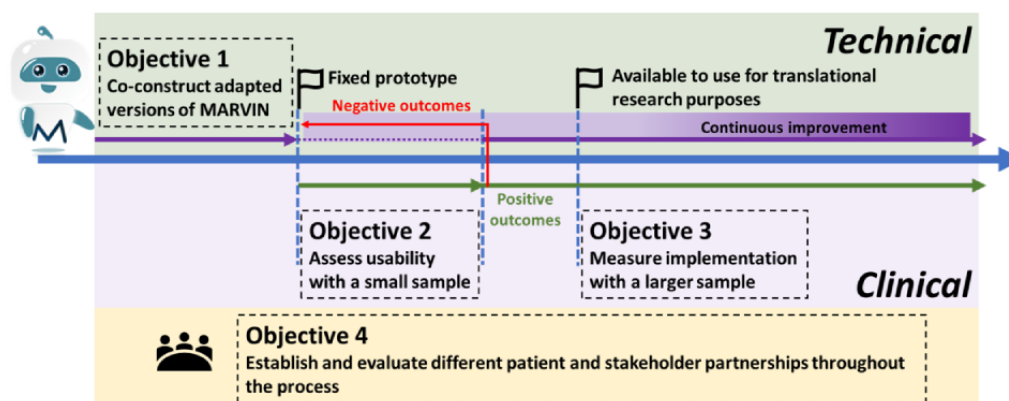 Technical
Objective 1
Co-construct adapted
versions of MARVIN
Fixed prototype
Negative outcomes
Available to use for translational
research purposes
Continuous improvement
M
Positive
outcomes
Objective 2
Assess usability
with a small sample
Objective 3
Measure implementation
with a larger sample
Clinical
Objective 4
Establish and evaluate different patient and stakeholder partnerships throughout
the process